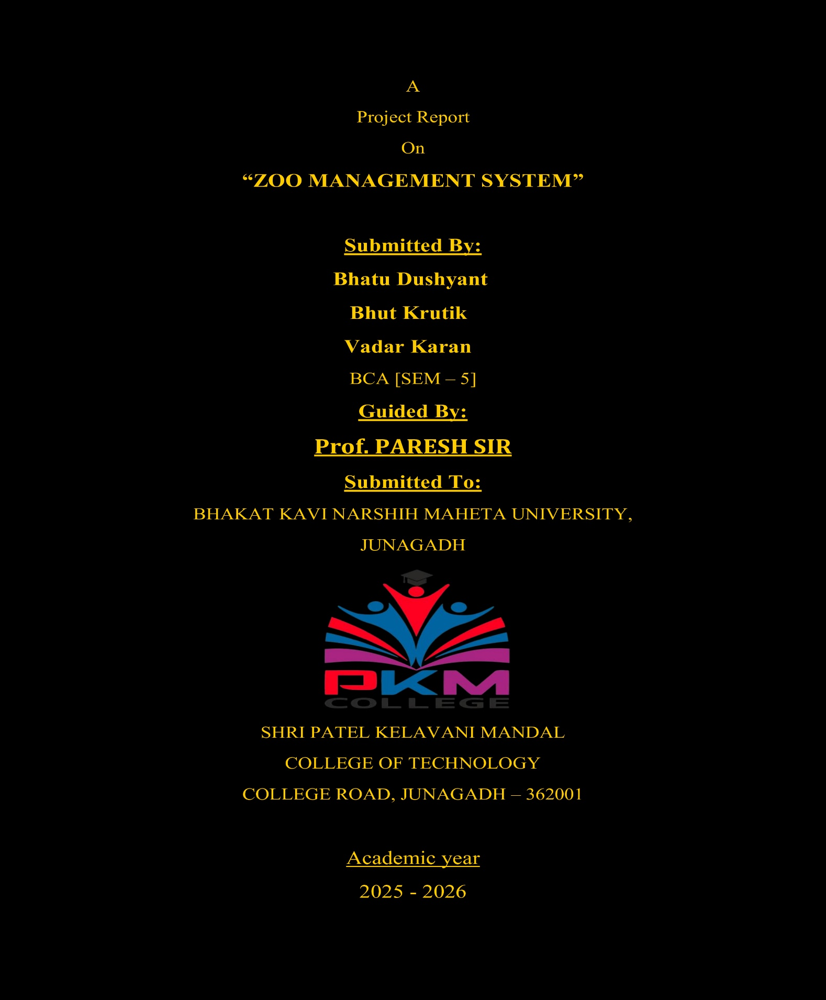 A
Project Report
On
“ZOO MANAGEMENT SYSTEM”
Submitted By:
Bhatu Dushyant
Bhut Krutik
Vadar Karan
BCA [SEM – 5]
Guided By:
Prof. PARESH SIR
Submitted To:
BHAKAT KAVI NARSHIH MAHETA UNIVERSITY,
JUNAGADH
PKM
COLLEGE
SHRI PATEL KELAVANI MANDAL
COLLEGE OF TECHNOLOGY
COLLEGE ROAD, JUNAGADH – 362001
Academic year
2025 - 2026